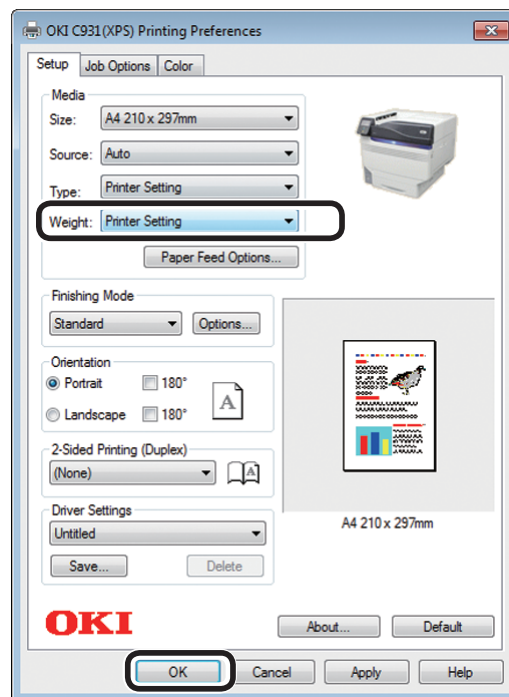 OKI C931(XPS) Printing Preferences
Setup Job Options Color
Media
Size: A4 210 x 297mm
Source: Auto
Type: Printer Setting
Weight: Printer Setting
Paper Feed Options...
Finishing Mode
Standard Options...
Orientation
Portrait 180°
Landscape 180°
A
2-Sided Printing (Duplex)
(None) A
Driver Settings
Untitled
Save... Delete
A4 210 x 297mm
OKI
About... Default
OK Cancel Apply Help